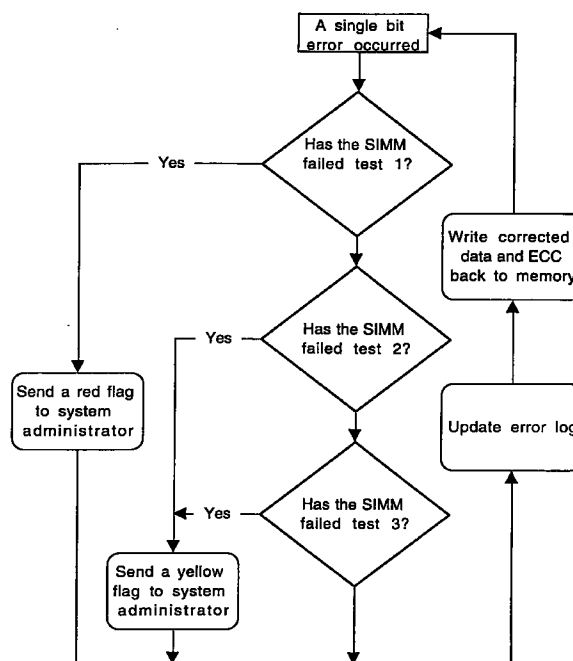 A single bit
error occurred
Has the SIMM
failed test 1?
Yes
Write corrected
data and ECC
back to memory
Has the SIMM
failed test 2?
Yes
Send a red flag
to system
administrator
Update error log
Has the SIMM
failed test 3?
Yes
Send a yellow
flag to system
administrator